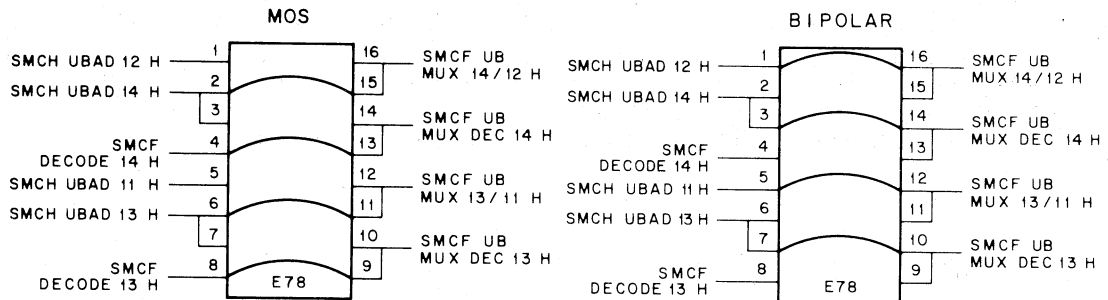 MOS
1
SMCH UBAD 12 H
2
SMCH UBAD 14 H
3
4
SMCF
DECODE 14 H
5
SMCH UBAD 11 H
6
SMCH UBAD 13 H
7
8
SMCF
DECODE 13 H
E78
16
SMCF UB
MUX 14/12 H
15
14
SMCF UB
MUX DEC 14 H
13
12
SMCF UB
MUX 13/11 H
11
10
SMCF UB
MUX DEC 13 H
9
BIPOLAR
1
SMCH UBAD 12 H
2
SMCH UBAD 14 H
3
4
SMCF
DECODE 14 H
5
SMCH UBAD 11 H
6
SMCH UBAD 13 H
7
8
SMCF
DECODE 13 H
E78
16
SMCF UB
MUX 14/12 H
15
14
SMCF UB
MUX DEC 14 H
13
12
SMCF UB
MUX 13/11 H
11
10
SMCF UB
MUX DEC 13 H
9